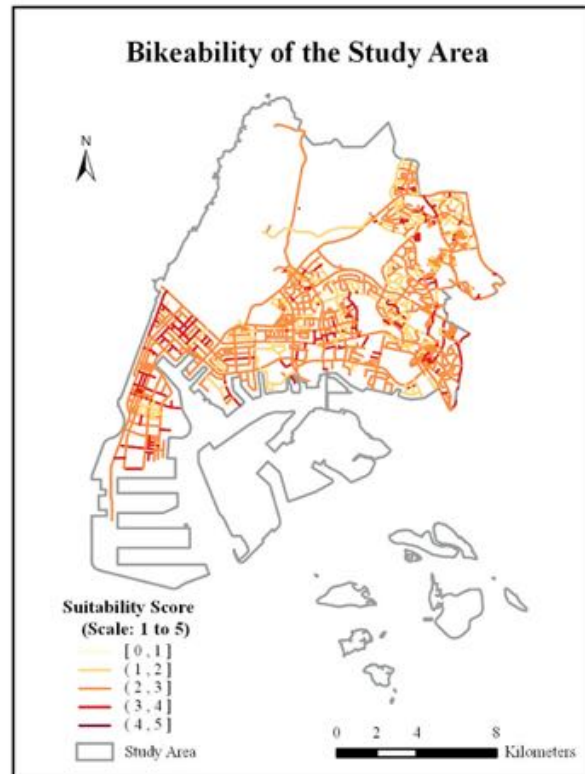 Bikeability of the Study Area
N
Suitability Score
(Scale: 1 to 5)
[ 0 , 1 ]
( 1 , 2 ]
( 2 , 3 ]
( 3 , 4 ]
( 4 , 5 ]
Study Area
0 2 4 8
Kilometers